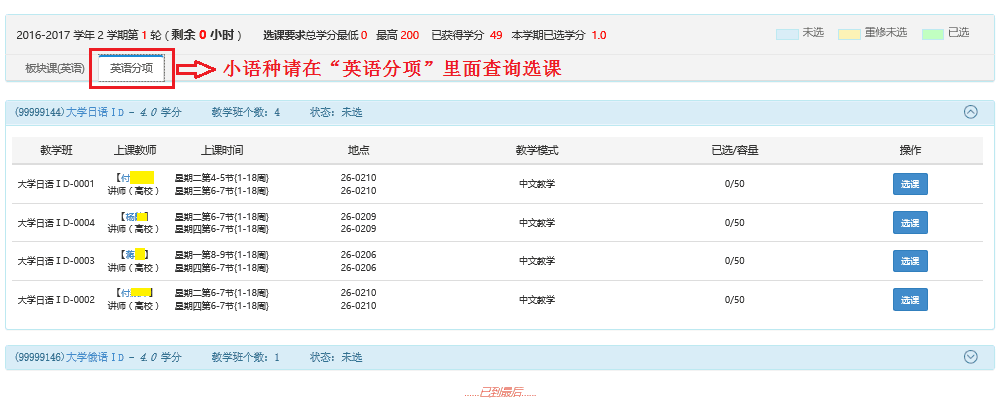 2016-2017 学年 2 学期第 1 轮 ( 剩余 0 小时 ) 选课要求总学分最低 0 最高 200 已获得学分 49 本学期已选学分 1.0 未选 重修未选 已选
板块课(英语) 英语分项 小语种请在“英语分项”里面查询选课
(99999144)大学日语ⅠD - 4.0 学分 教学班个数: 4 状态: 未选
教学班 上课教师 上课时间 地点 教学模式 已选/容量 操作
大学日语ⅠD-0001 【付 讲师（高校） 星期二第4-5节{1-18周} 26-0210 中文教学 0/50 选课
星期三第6-7节{1-18周} 26-0210
大学日语ⅠD-0004 【杨 】 讲师（高校） 星期二第6-7节{1-18周} 26-0209 中文教学 0/50 选课
星期四第6-7节{1-18周} 26-0209
大学日语ⅠD-0003 【蒋 】 讲师（高校） 星期一第8-9节{1-18周} 26-0206 中文教学 0/50 选课
星期四第6-7节{1-18周} 26-0206
大学日语ⅠD-0002 【付 】 讲师（高校） 星期二第6-7节{1-18周} 26-0210 中文教学 0/50 选课
星期四第6-7节{1-18周} 26-0210
(99999146)大学俄语ⅠD - 4.0 学分 教学班个数: 1 状态: 未选
......已到最后......